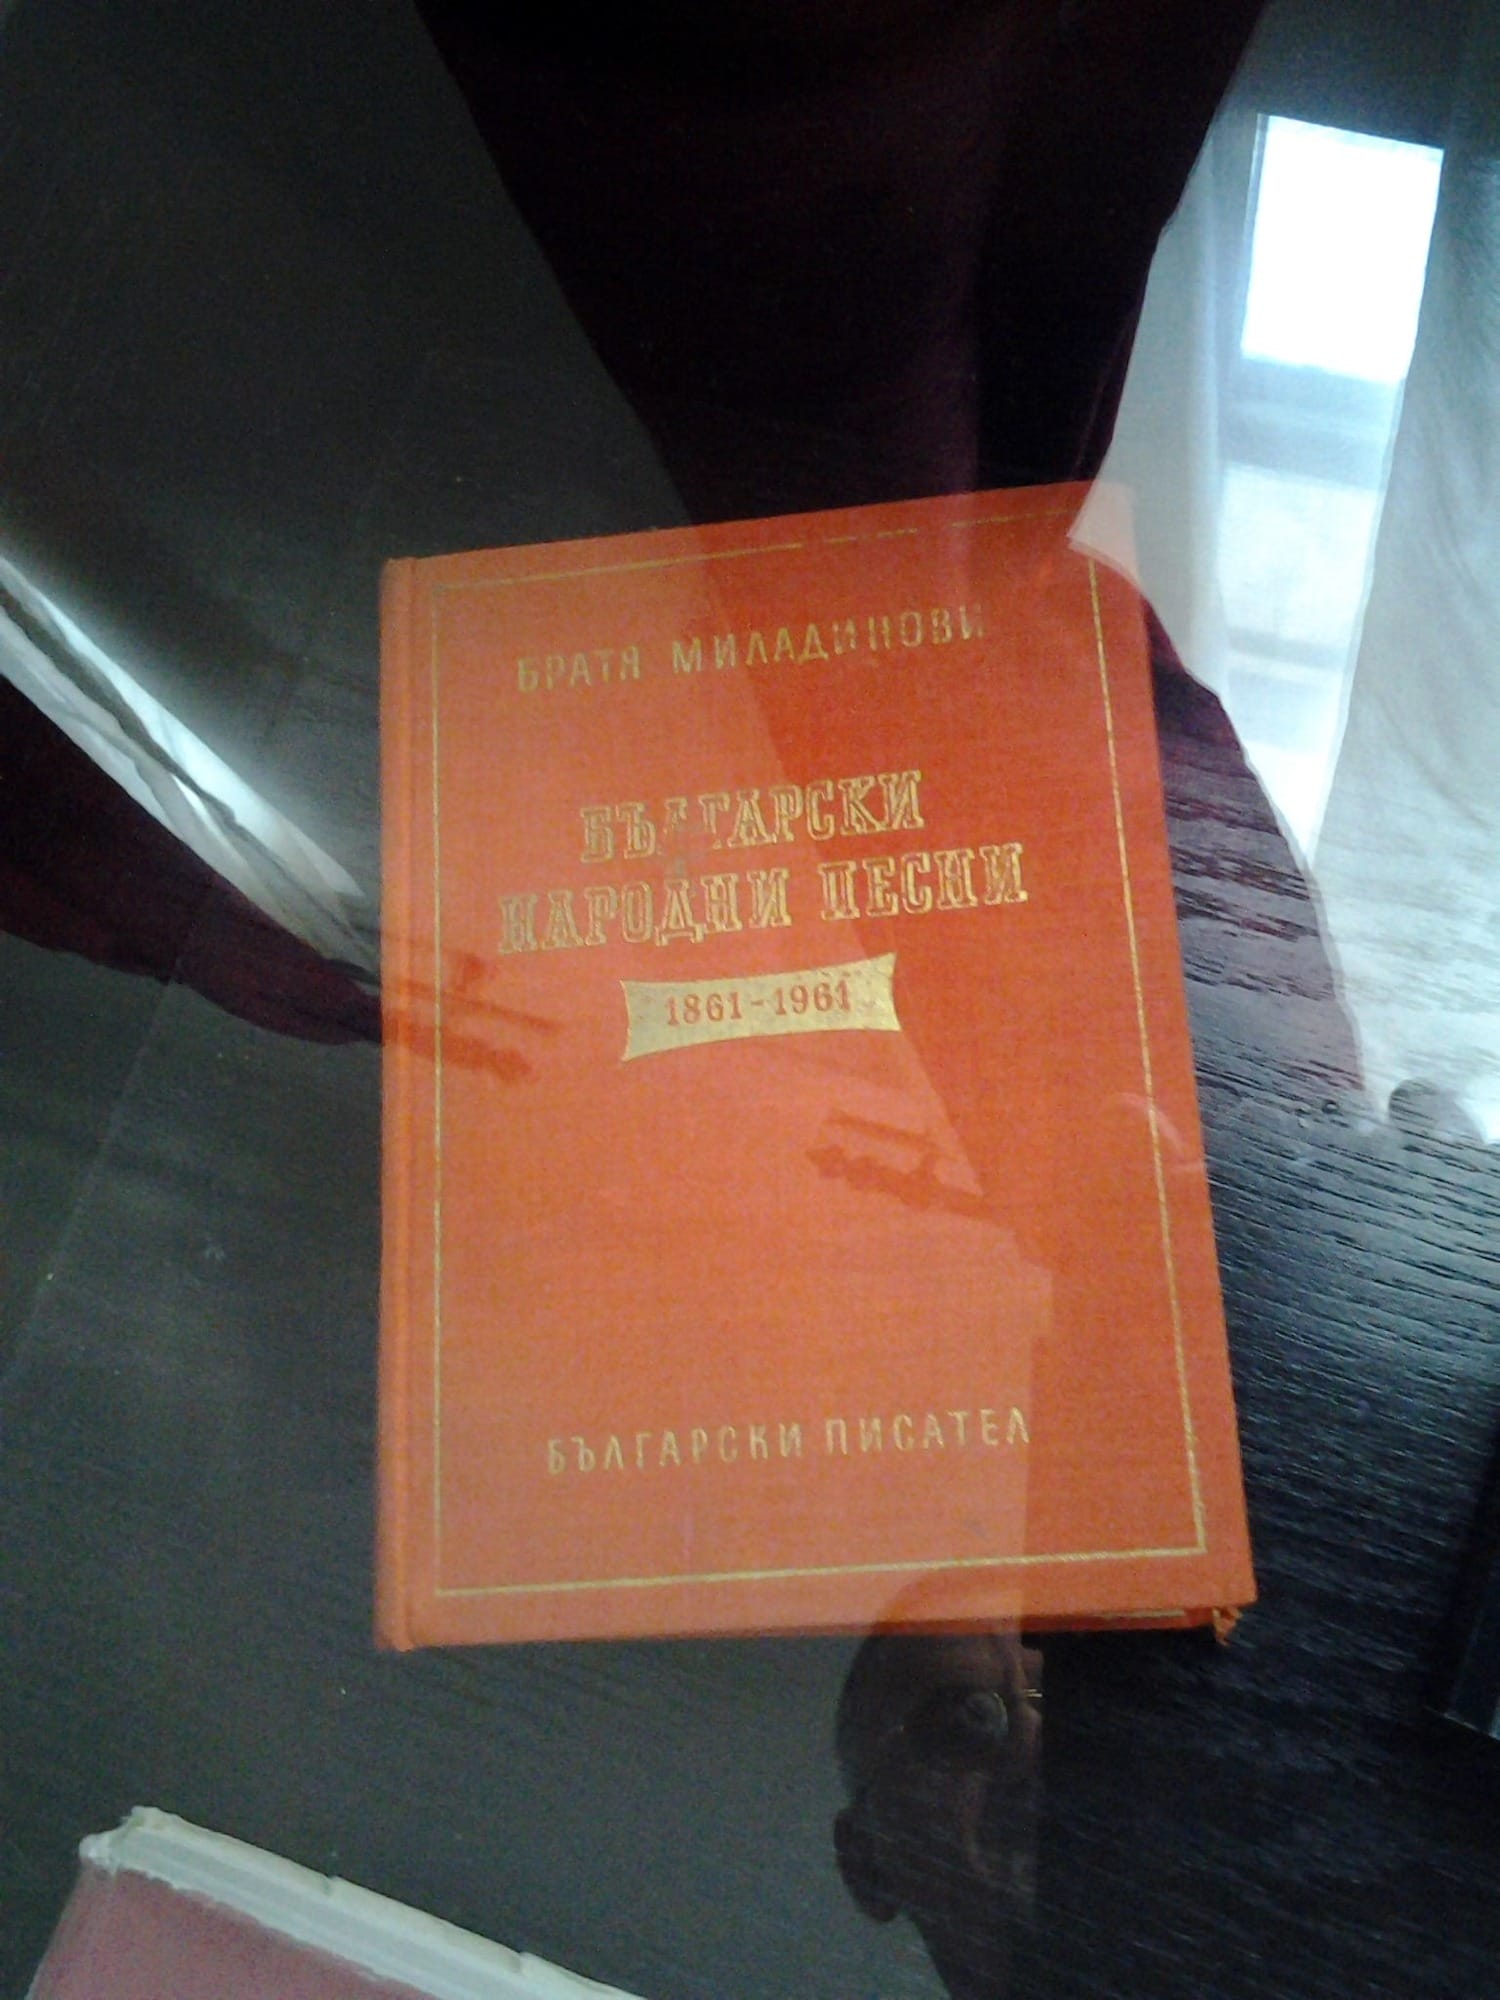 БРАТЯ МИЛАДИНОВИ
БЪЛГАРСКИ
НАРОДНИ ПЕСНИ
1861-1961
БЪЛГАРСКИ ПИСАТЕЛ